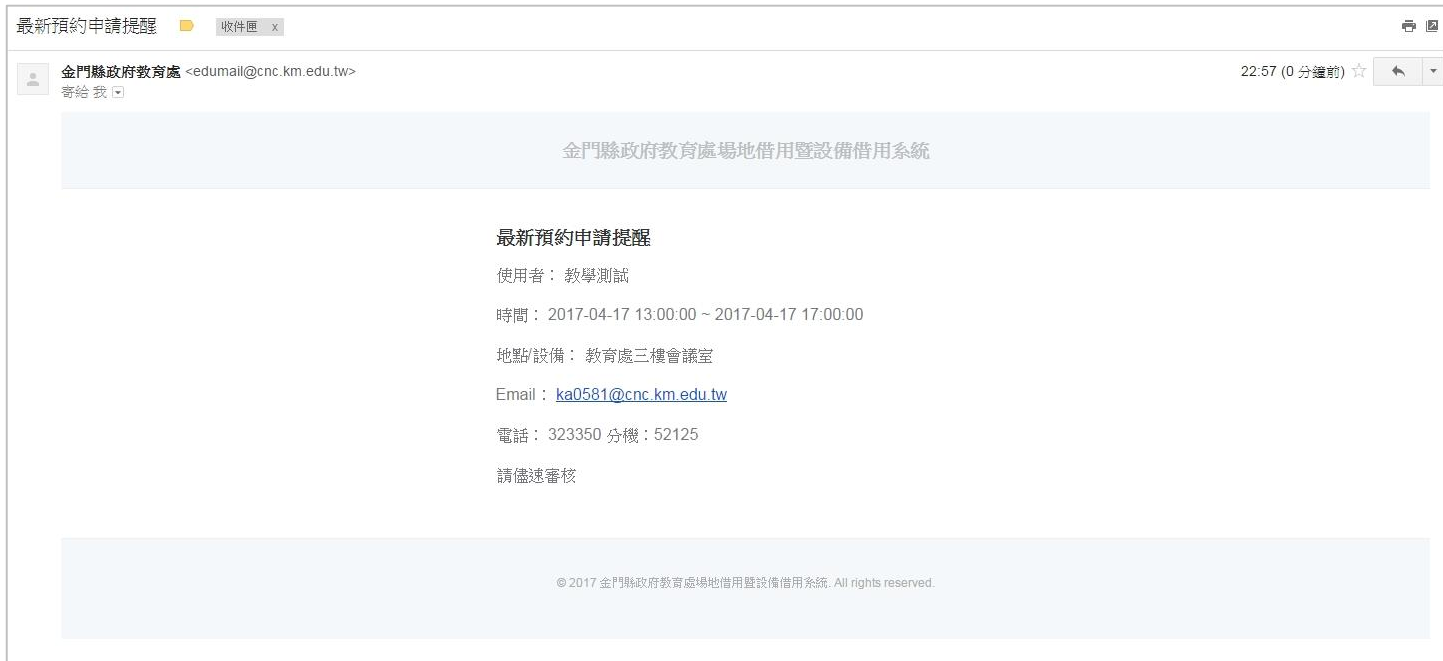 最新預約申請提醒 收件匣 x
金門縣政府教育處 <edumail@cnc.km.edu.tw> 22:57 (0 分鐘前)
寄給 我
金門縣政府教育處場地借用暨設備借用系統
最新預約申請提醒
使用者： 教學測試
時間： 2017-04-17 13:00:00 ~ 2017-04-17 17:00:00
地點/設備： 教育處三樓會議室
Email： ka0581@cnc.km.edu.tw
電話： 323350 分機：52125
請儘速審核
© 2017 金門縣政府教育處場地借用暨設備借用系統. All rights reserved.